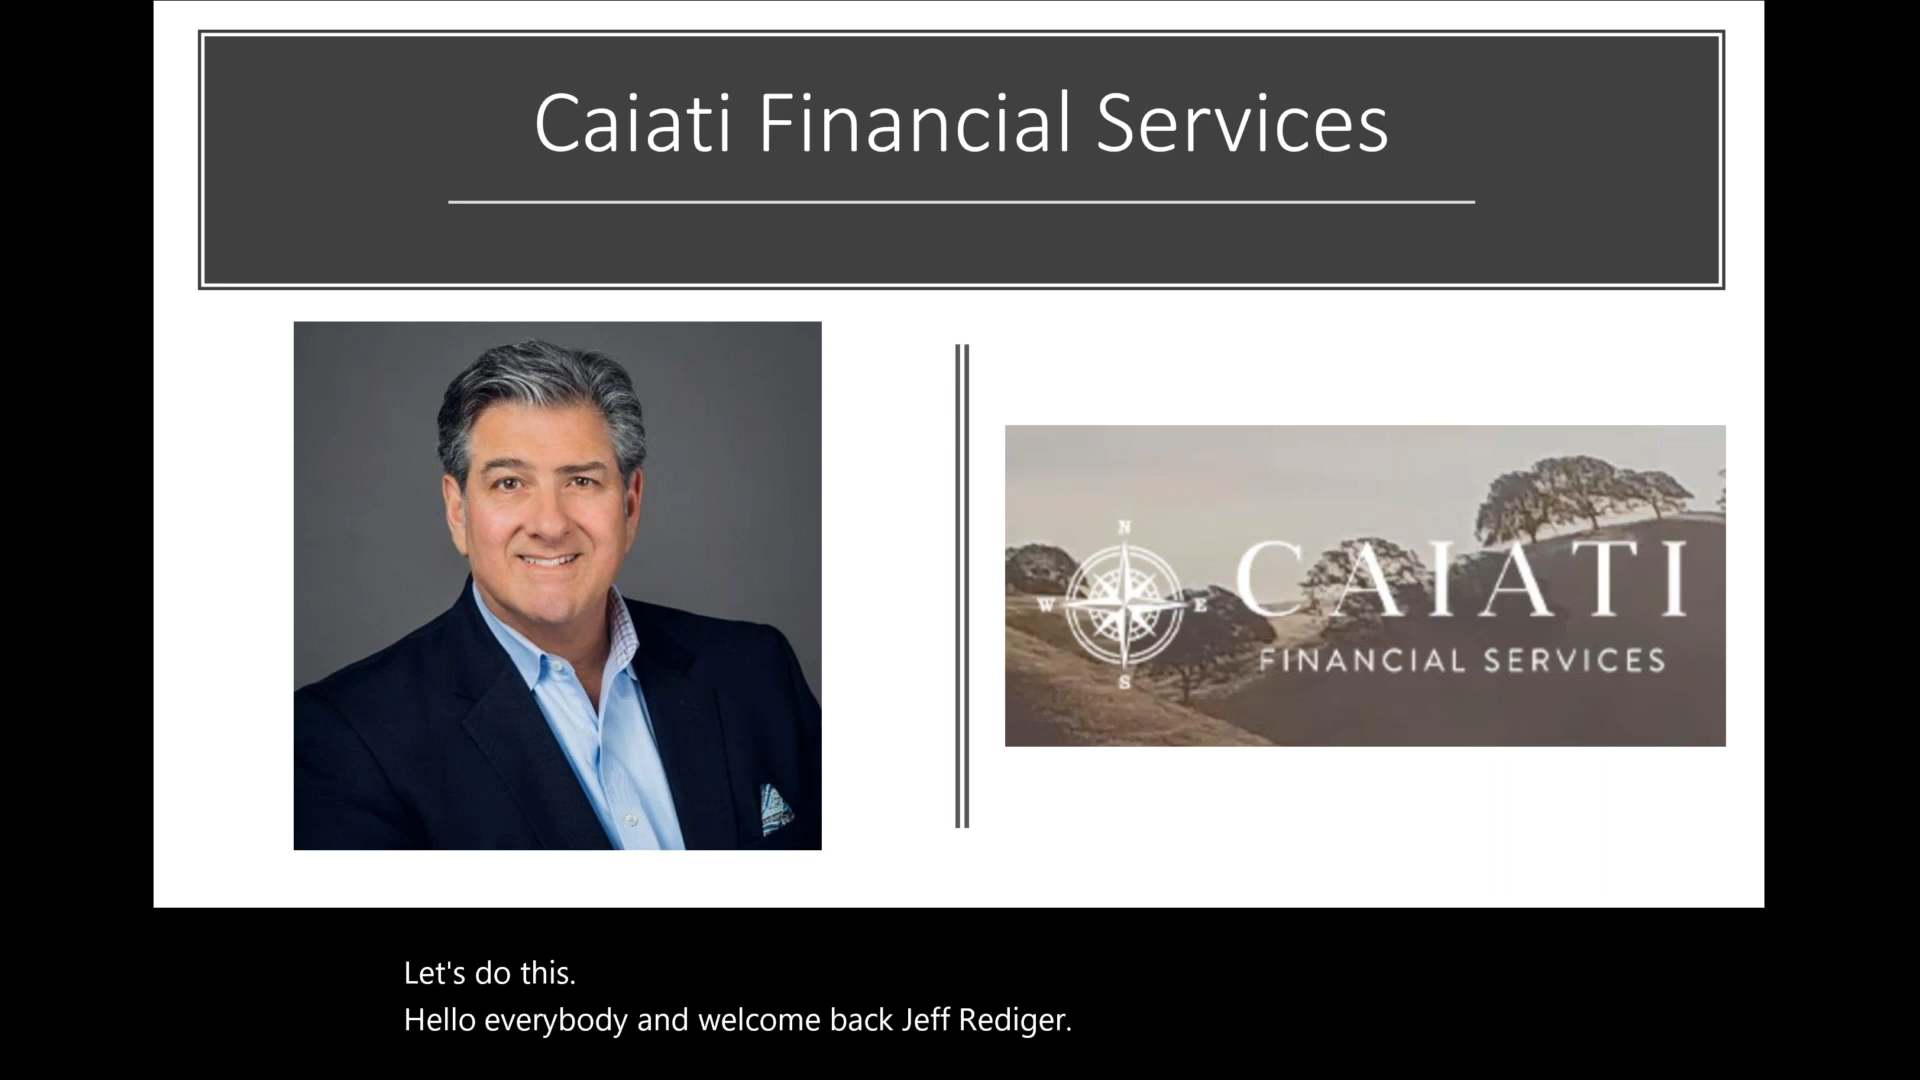 Caiati Financial Services
N
W
E
S
CAIATI
FINANCIAL SERVICES
Let's do this.
Hello everybody and welcome back Jeff Rediger.